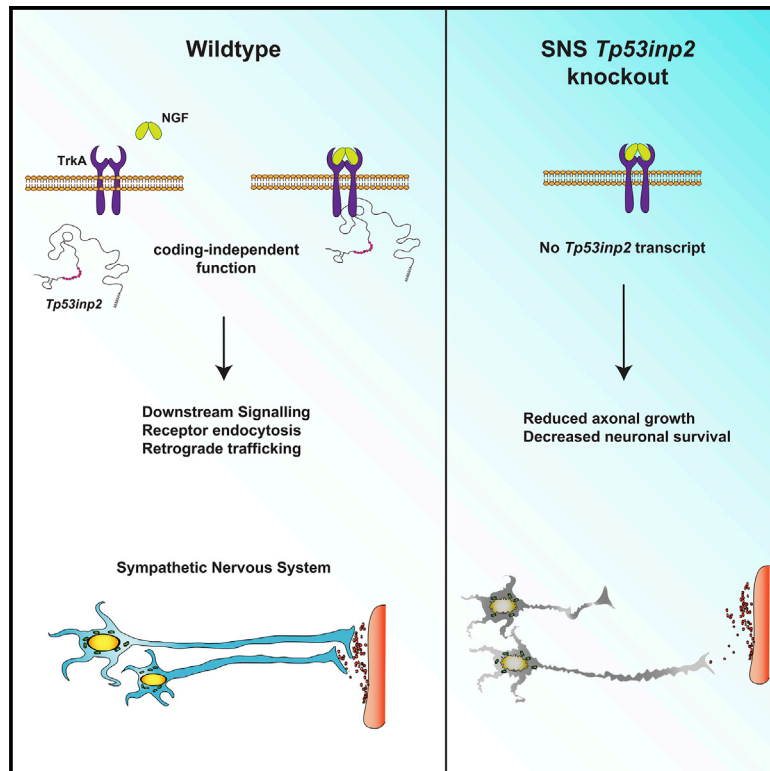 Wildtype
NGF
TrkA
coding-independent
function
Tp53inp2
Downstream Signalling
Receptor endocytosis
Retrograde trafficking
Sympathetic Nervous System
SNS Tp53inp2
knockout
No Tp53inp2 transcript
Reduced axonal growth
Decreased neuronal survival